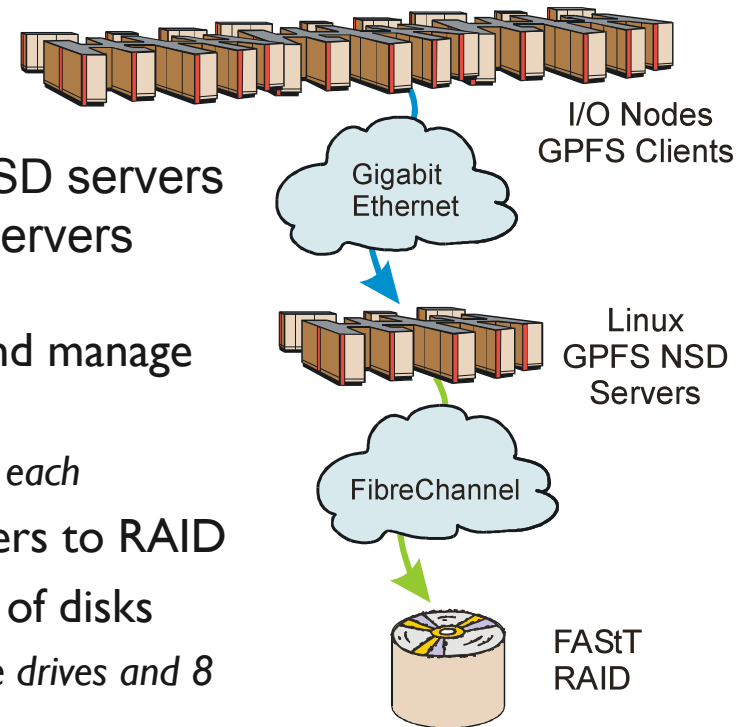 I/O Nodes
GPFS Clients
Gigabit
Ethernet
SD servers
ervers
Linux
GPFS NSD
Servers
nd manage
each
FibreChannel
ers to RAID
of disks
FAStT
RAID
e drives and 8